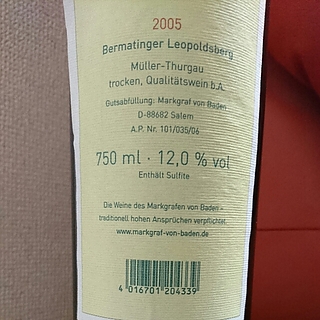 2005
Bermatinger Leopoldsberg
Müller-Thurgau
trocken, Qualitätswein b.A.
Gutsabfüllung: Markgraf von Baden
D-88682 Salem
A.P. Nr. 101/035/06
750 ml · 12,0 % vol
Enthält Sulfite
Die Weine des Markgrafen von Baden –
traditionell hohen Ansprüchen verpflichtet.
www.markgraf-von-baden.de
4 016701 204339